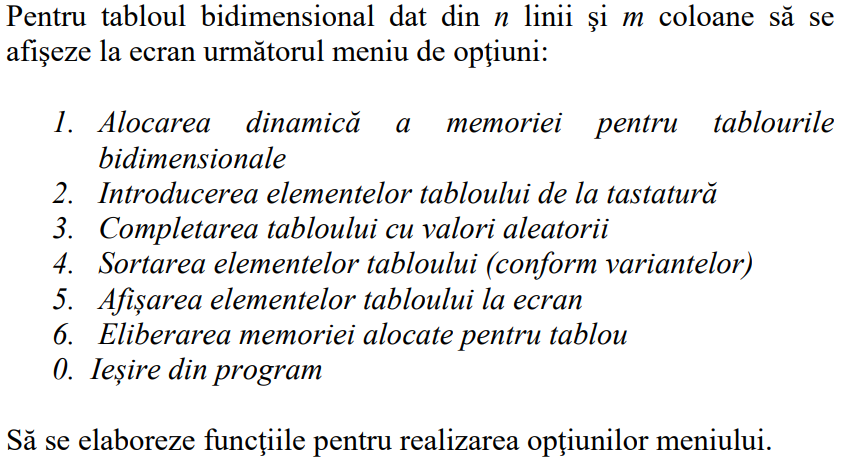 Pentru tabloul bidimensional dat din n linii şi m coloane să se
afişeze la ecran următorul meniu de opţiuni:
1. Alocarea dinamică a memoriei pentru tablourile
bidimensionale
2. Introducerea elementelor tabloului de la tastatură
3. Completarea tabloului cu valori aleatorii
4. Sortarea elementelor tabloului (conform variantelor)
5. Afișarea elementelor tabloului la ecran
6. Eliberarea memoriei alocate pentru tablou
0. Ieșire din program
Să se elaboreze funcţiile pentru realizarea opţiunilor meniului.